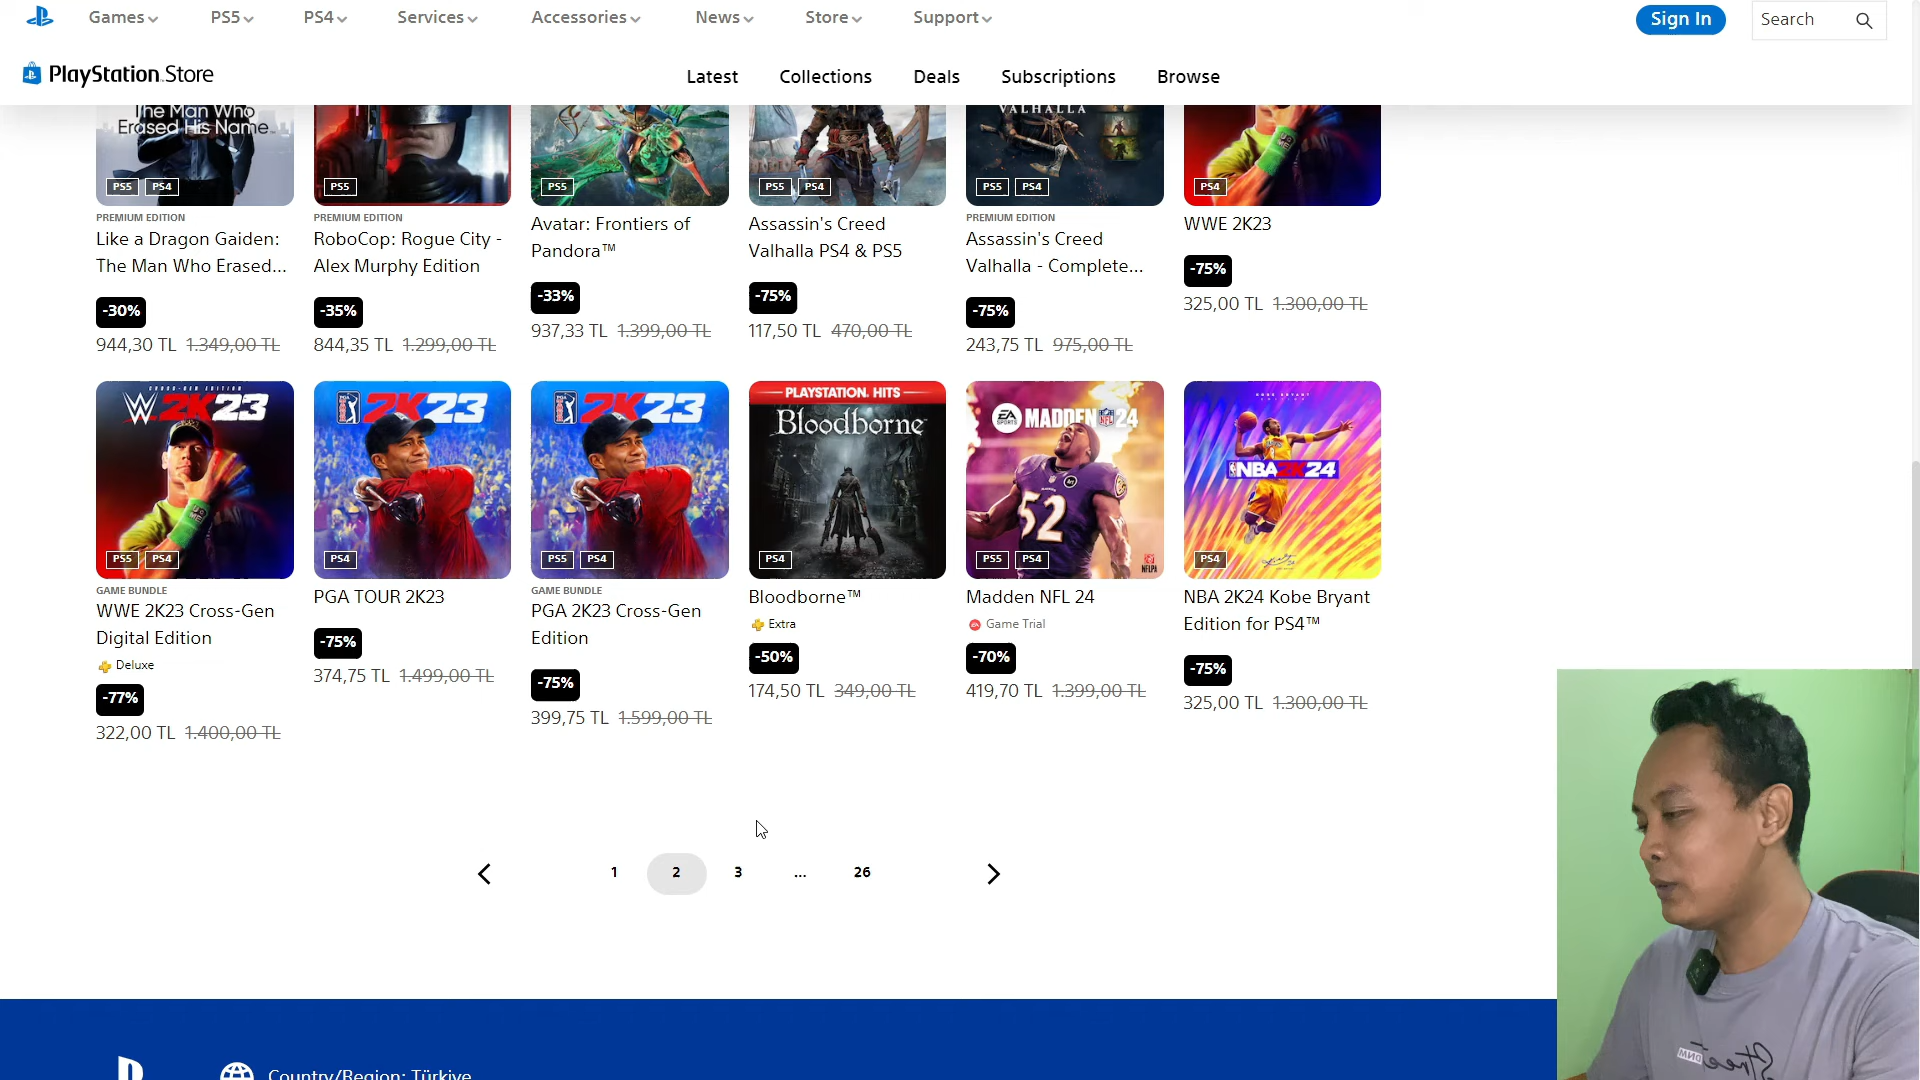 Games PS5 PS4 Services Accessories News Store Support Sign In Search
PlayStation Store Latest Collections Deals Subscriptions Browse
The Man Who
Erased His Name
VALHALLA
PS5 PS4
PS5
PS5
PS5 PS4
PS5 PS4
PS4
PREMIUM EDITION
Like a Dragon Gaiden:
The Man Who Erased...
-30%
944,30 TL 1.349,00 TL
PREMIUM EDITION
RoboCop: Rogue City -
Alex Murphy Edition
-35%
844,35 TL 1.299,00 TL
Avatar: Frontiers of
Pandora™
-33%
937,33 TL 1.399,00 TL
Assassin's Creed
Valhalla PS4 & PS5
-75%
117,50 TL 470,00 TL
PREMIUM EDITION
Assassin's Creed
Valhalla - Complete...
-75%
243,75 TL 975,00 TL
WWE 2K23
-75%
325,00 TL 1.300,00 TL
CROSS-GEN EDITION
W 2K23
PS5 PS4
GAME BUNDLE
WWE 2K23 Cross-Gen
Digital Edition
Deluxe
-77%
322,00 TL 1.400,00 TL
2K23
PS4
PGA TOUR 2K23
-75%
374,75 TL 1.499,00 TL
2K23
PS5 PS4
GAME BUNDLE
PGA 2K23 Cross-Gen
Edition
-75%
399,75 TL 1.599,00 TL
PLAYSTATION HITS
Bloodborne
PS4
Bloodborne™
Extra
-50%
174,50 TL 349,00 TL
EA SPORTS MADDEN NFL 24
52
NFLPA
PS5 PS4
Madden NFL 24
Game Trial
-70%
419,70 TL 1.399,00 TL
KOBE BRYANT
EDITION
NBA 2K24
PS4
NBA 2K24 Kobe Bryant
Edition for PS4™
-75%
325,00 TL 1.300,00 TL
1 2 3 ... 26
Country/Region: Türkiye